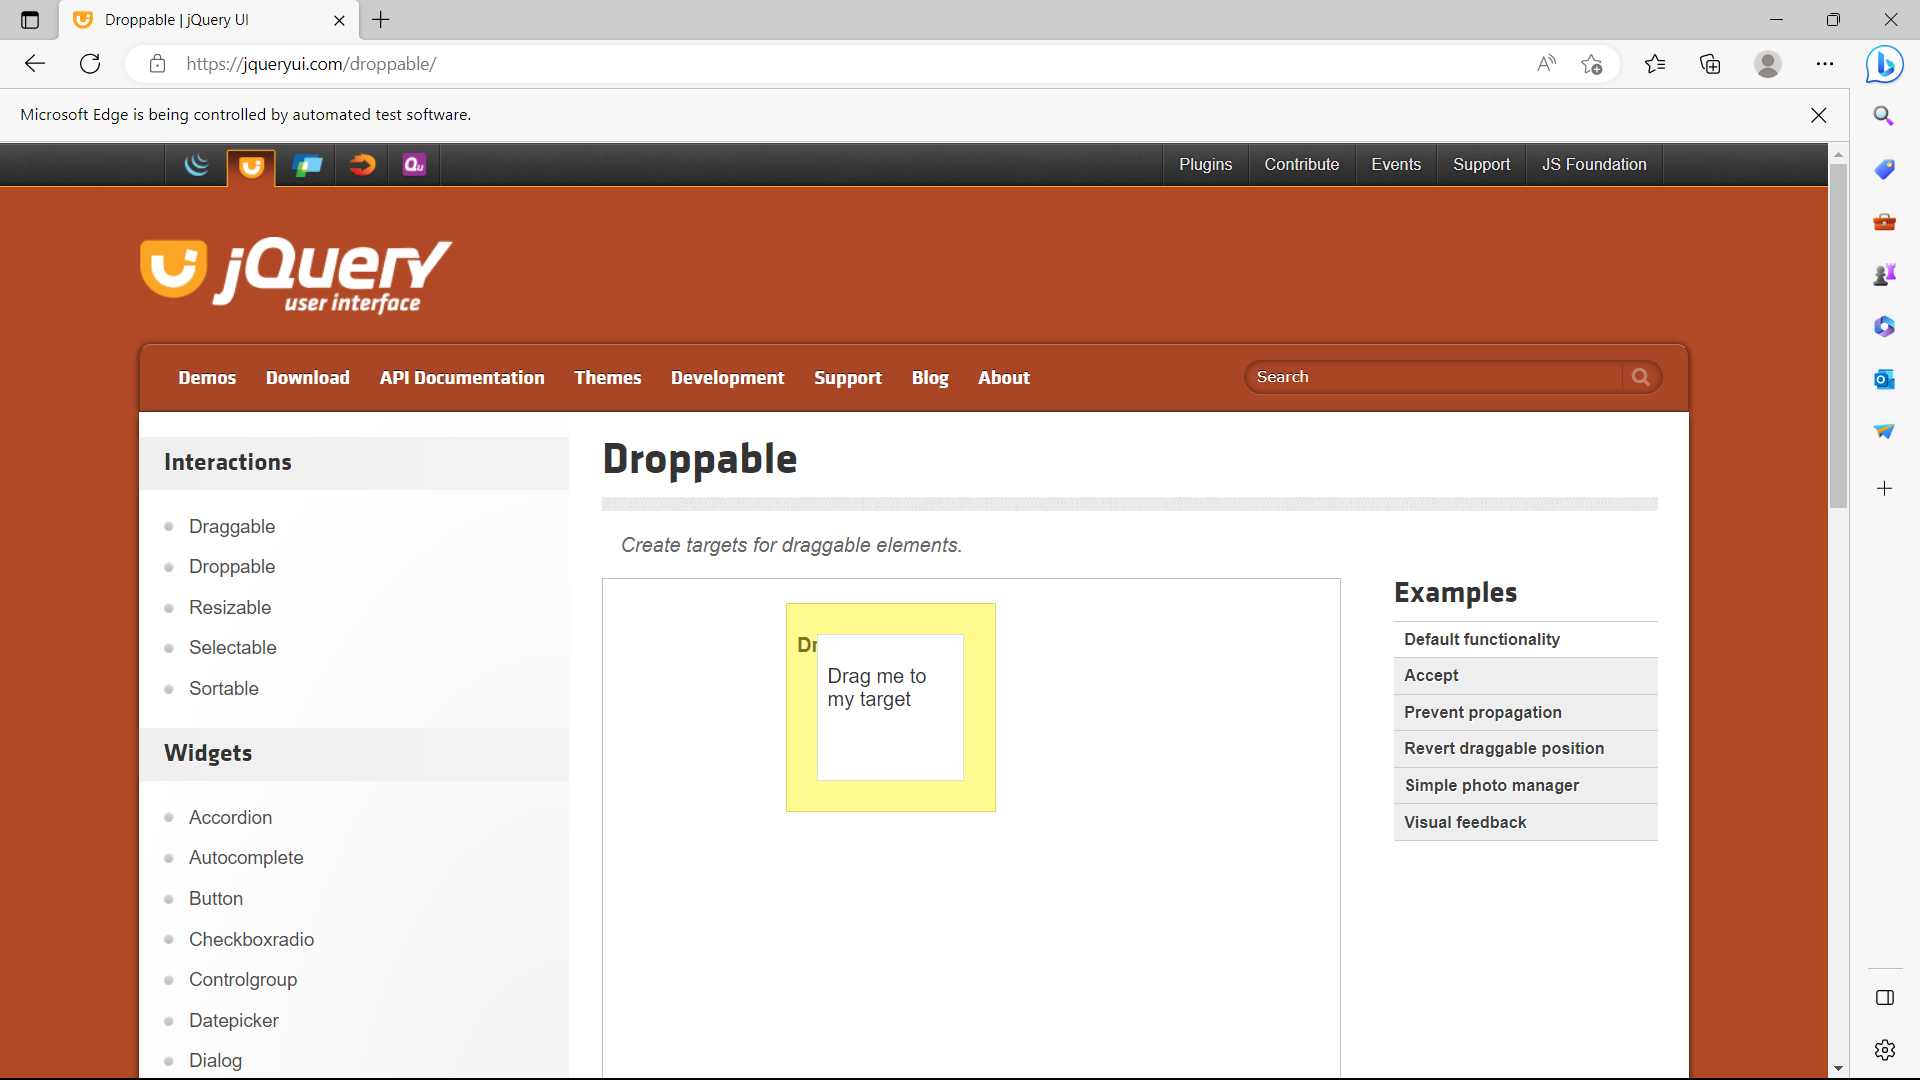 Droppable | jQuery UI
https://jqueryui.com/droppable/
Microsoft Edge is being controlled by automated test software.
Plugins Contribute Events Support JS Foundation
jQuery
user interface
Demos Download API Documentation Themes Development Support Blog About Search
Interactions
Draggable
Droppable
Resizable
Selectable
Sortable
Widgets
Accordion
Autocomplete
Button
Checkboxradio
Controlgroup
Datepicker
Dialog
Droppable
Create targets for draggable elements.
Drag me to
my target
Examples
Default functionality
Accept
Prevent propagation
Revert draggable position
Simple photo manager
Visual feedback